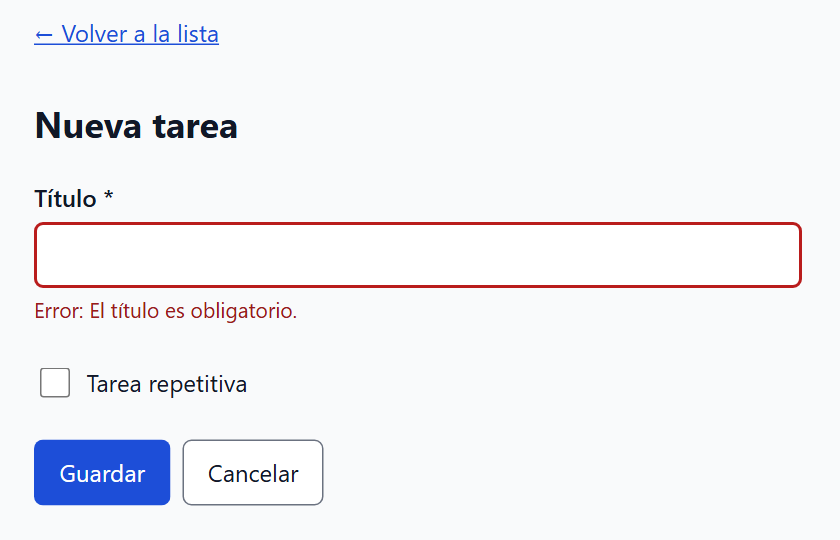 ← Volver a la lista
Nueva tarea
Título *
Error: El título es obligatorio.
Tarea repetitiva
Guardar
Cancelar